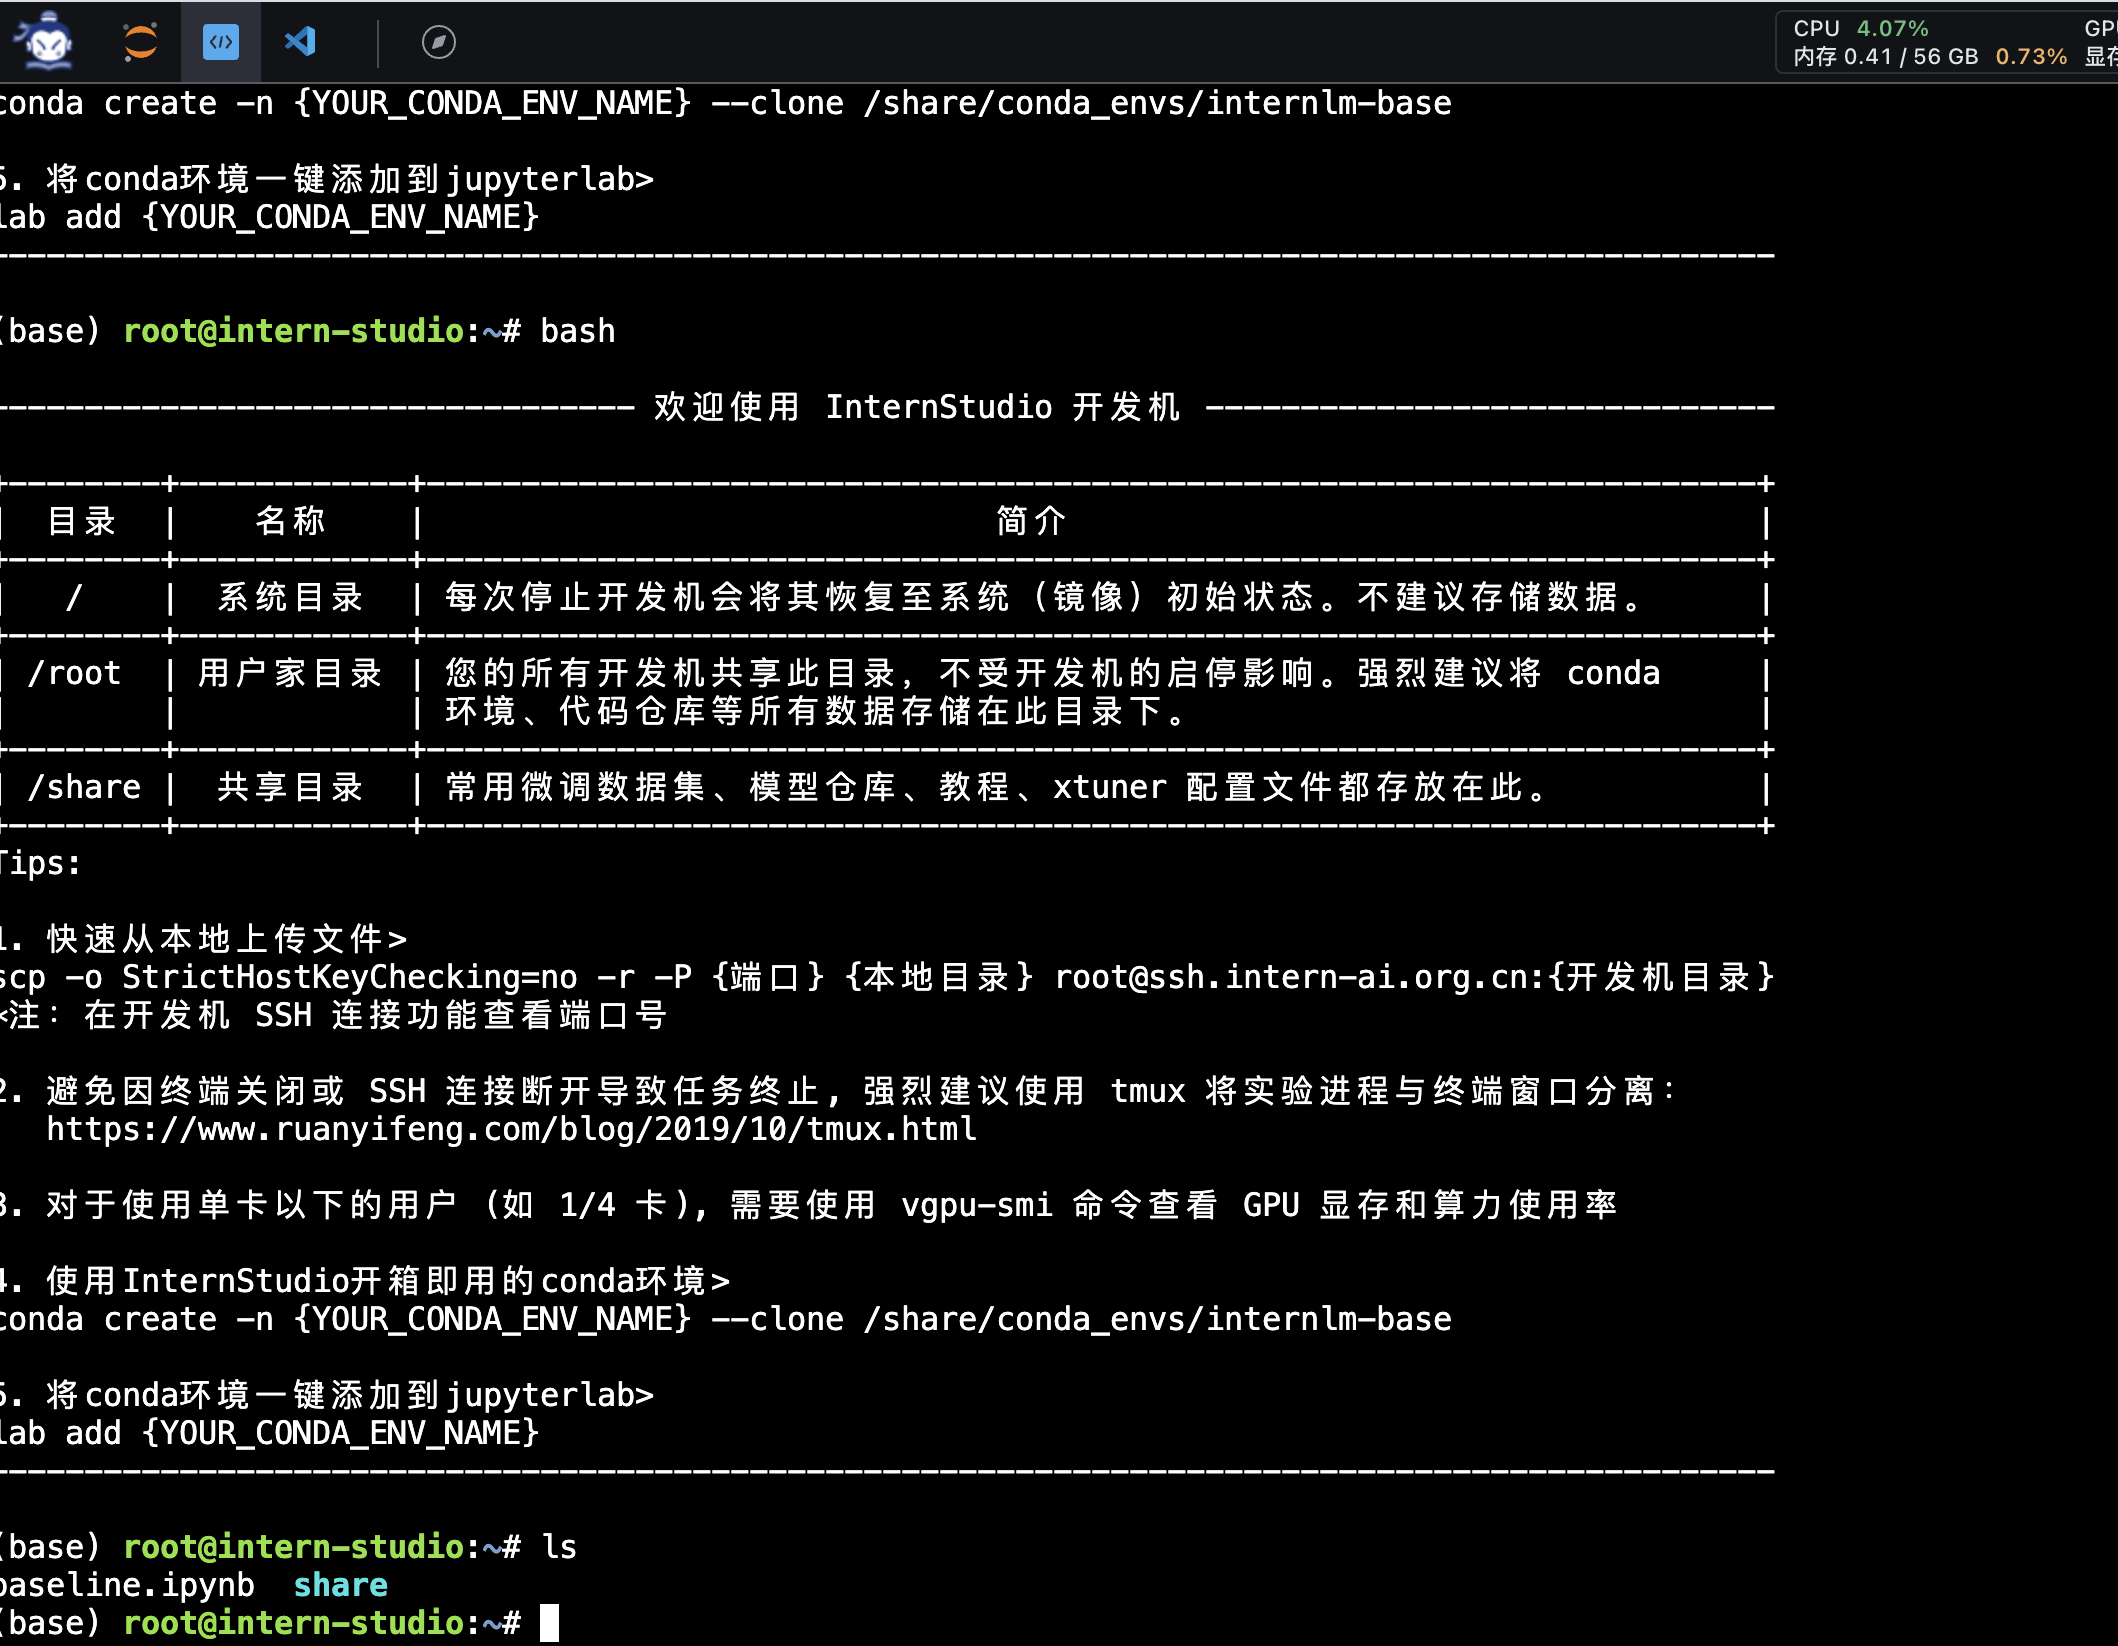 CPU 4.07% GPU
内存 0.41 / 56 GB 0.73% 显存
conda create -n {YOUR_CONDA_ENV_NAME} --clone /share/conda_envs/internlm-base
5. 将conda环境一键添加到jupyterlab>
lab add {YOUR_CONDA_ENV_NAME}
--------------------------------------------------------------------------------------------
(base) root@intern-studio:~# bash
--------------------------------- 欢迎使用 InternStudio 开发机 ------------------------------
+--------+------------+----------------------------------------------------------------------+
| 目录 | 名称 | 简介 |
+--------+------------+----------------------------------------------------------------------+
| / | 系统目录 | 每次停止开发机会将其恢复至系统（镜像）初始状态。不建议存储数据。 |
+--------+------------+----------------------------------------------------------------------+
| /root | 用户家目录 | 您的所有开发机共享此目录，不受开发机的启停影响。强烈建议将 conda |
| | | 环境、代码仓库等所有数据存储在此目录下。 |
+--------+------------+----------------------------------------------------------------------+
| /share | 共享目录 | 常用微调数据集、模型仓库、教程、xtuner 配置文件都存放在此。 |
+--------+------------+----------------------------------------------------------------------+
Tips:
1. 快速从本地上传文件>
scp -o StrictHostKeyChecking=no -r -P {端口} {本地目录} root@ssh.intern-ai.org.cn:{开发机目录}
*注：在开发机 SSH 连接功能查看端口号
2. 避免因终端关闭或 SSH 连接断开导致任务终止，强烈建议使用 tmux 将实验进程与终端窗口分离：
https://www.ruanyifeng.com/blog/2019/10/tmux.html
3. 对于使用单卡以下的用户 (如 1/4 卡)，需要使用 vgpu-smi 命令查看 GPU 显存和算力使用率
4. 使用InternStudio开箱即用的conda环境>
conda create -n {YOUR_CONDA_ENV_NAME} --clone /share/conda_envs/internlm-base
5. 将conda环境一键添加到jupyterlab>
lab add {YOUR_CONDA_ENV_NAME}
--------------------------------------------------------------------------------------------
(base) root@intern-studio:~# ls
baseline.ipynb share
(base) root@intern-studio:~#